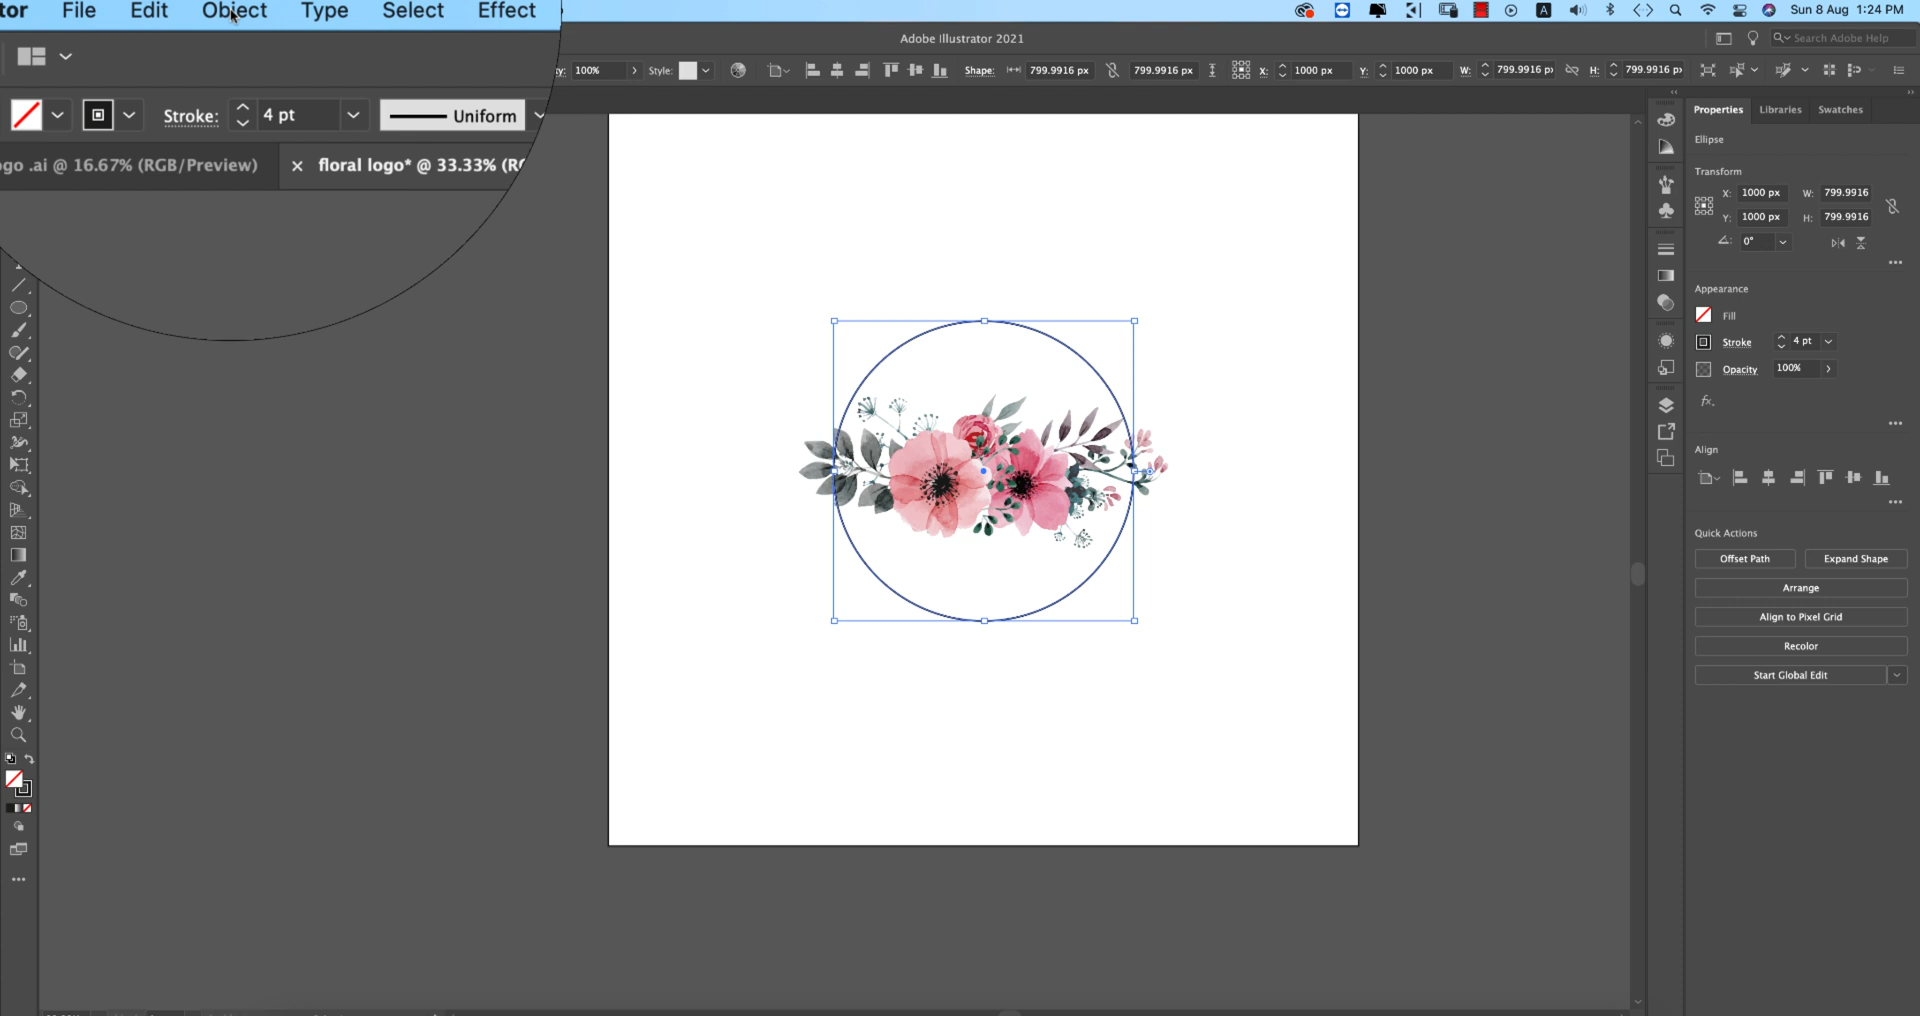 tor File Edit Object Type Select Effect
Sun 8 Aug 1:24 PM
Adobe Illustrator 2021
Search Adobe Help
100% Style: Shape: 799.9916 px 799.9916 px X: 1000 px Y: 1000 px W: 799.9916 px H: 799.9916 px
Stroke: 4 pt Uniform
ogo .ai @ 16.67% (RGB/Preview) × floral logo* @ 33.33% (RG
Properties Libraries Swatches
Ellipse
Transform
X: 1000 px W: 799.9916
Y: 1000 px H: 799.9916
0°
Appearance
Fill
Stroke 4 pt
Opacity 100%
fx.
Align
Quick Actions
Offset Path Expand Shape
Arrange
Align to Pixel Grid
Recolor
Start Global Edit